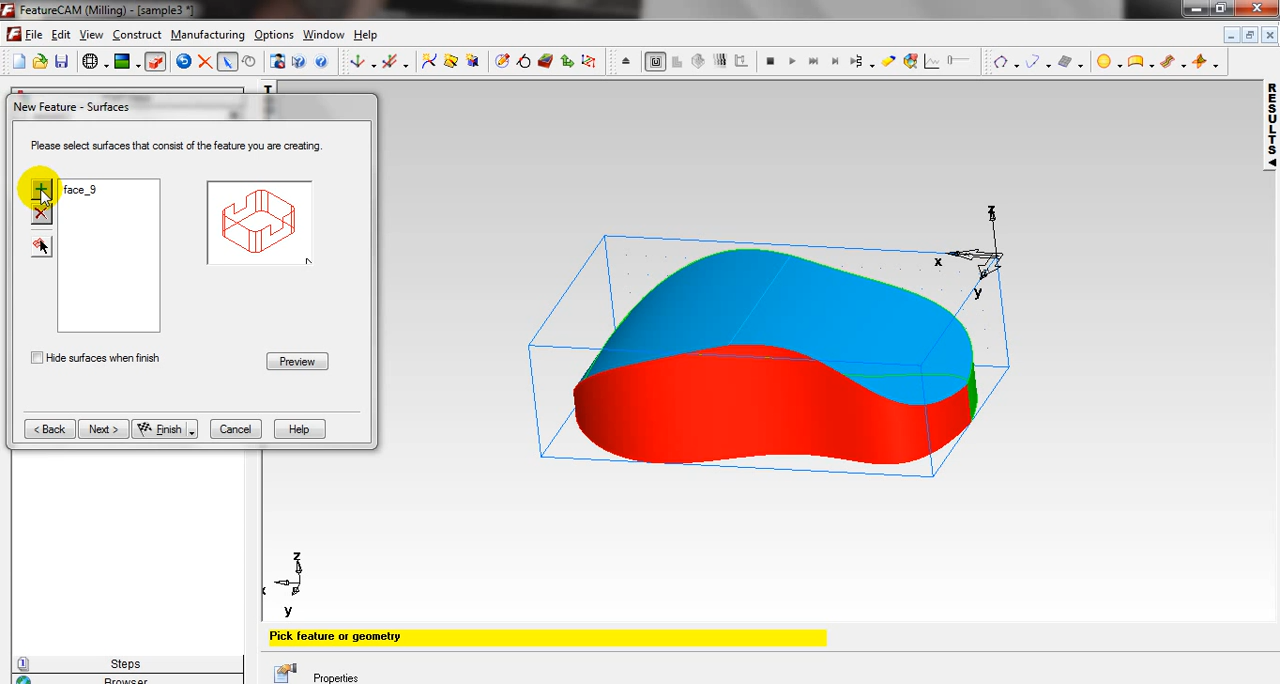 FeatureCAM (Milling) - [sample3 *]
File Edit View Construct Manufacturing Options Window Help
New Feature - Surfaces
Please select surfaces that consist of the feature you are creating.
face_9
Hide surfaces when finish
Preview
< Back Next > Finish Cancel Help
T
RESULTS
z
x
y
z
x
y
Pick feature or geometry
Steps
Browser
Properties